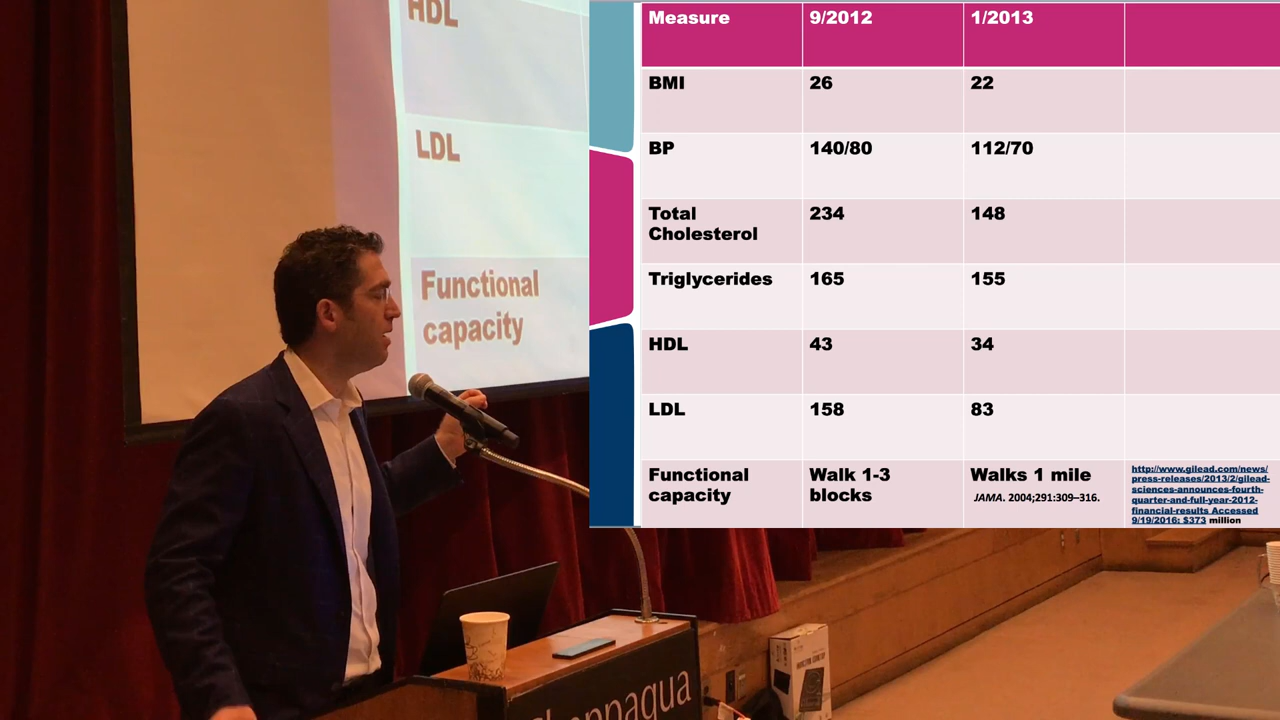 HDL
LDL
Functional
capacity
Measure 9/2012 1/2013
BMI 26 22
BP 140/80 112/70
Total
Cholesterol 234 148
Triglycerides 165 155
HDL 43 34
LDL 158 83
Functional
capacity
Walk 1-3
blocks
Walks 1 mile
JAMA. 2004;291:309–316.
http://www.gilead.com/news/
press-releases/2013/2/gilead-
sciences-announces-fourth-
quarter-and-full-year-2012-
financial-results Accessed
9/19/2016: $373 million
Chappaqua